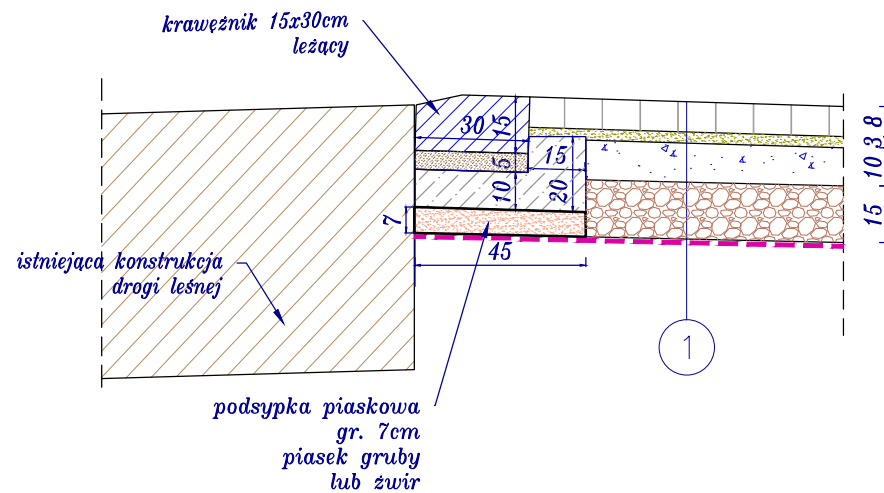 krawężnik 15x30cm
leżący
30
15
15
5
10
20
7
45
8
3
10
15
istniejąca konstrukcja
drogi leśnej
1
podsypka piaskowa
gr. 7cm
piasek gruby
lub żwir